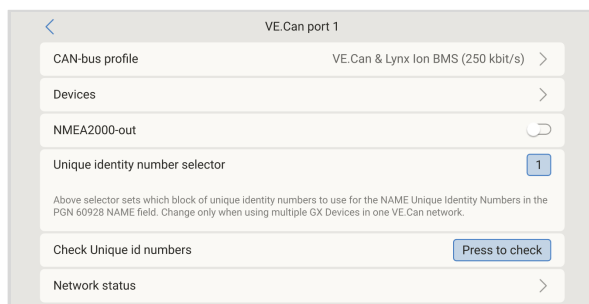 VE.Can port 1
CAN-bus profile VE.Can & Lynx Ion BMS (250 kbit/s)
Devices
NMEA2000-out
Unique identity number selector 1
Above selector sets which block of unique identity numbers to use for the NAME Unique Identity Numbers in the
PGN 60928 NAME field. Change only when using multiple GX Devices in one VE.Can network.
Check Unique id numbers Press to check
Network status